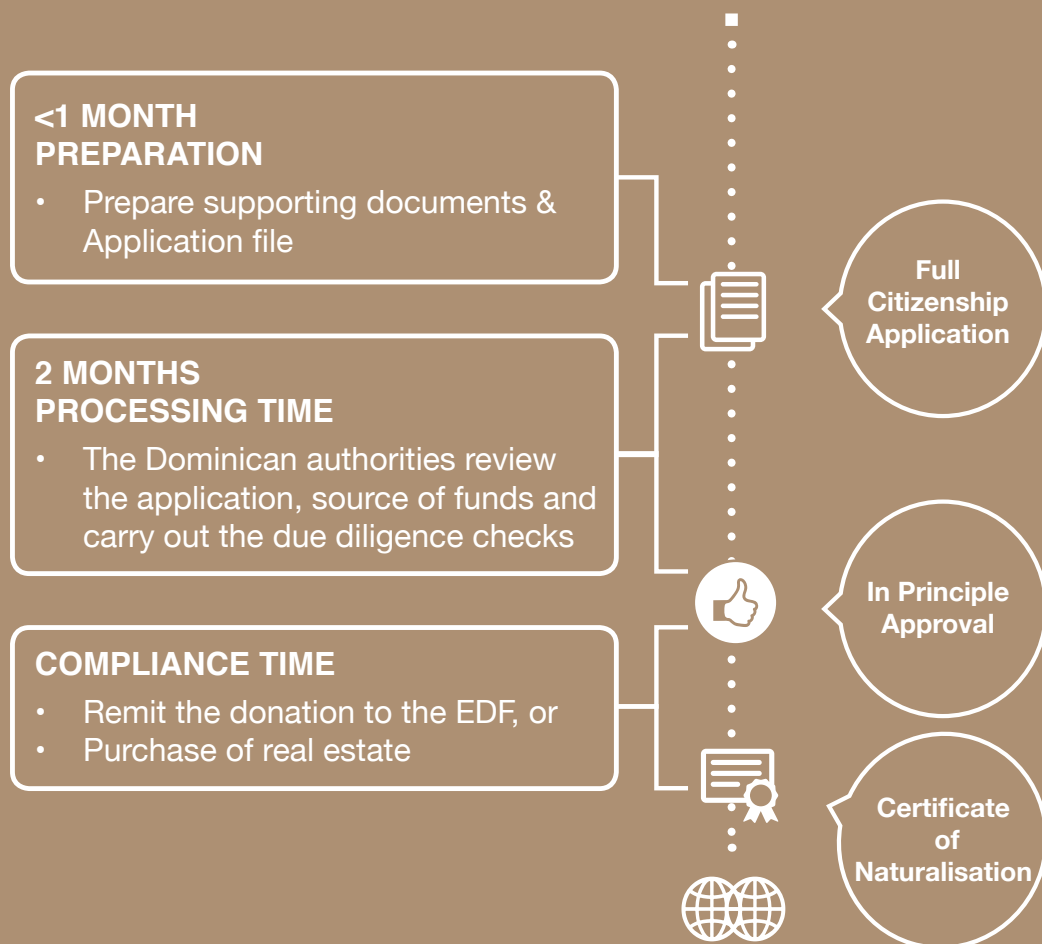 <1 MONTH
PREPARATION
• Prepare supporting documents &
Application file
Full
Citizenship
Application
2 MONTHS
PROCESSING TIME
• The Dominican authorities review
the application, source of funds and
carry out the due diligence checks
In Principle
Approval
COMPLIANCE TIME
• Remit the donation to the EDF, or
• Purchase of real estate
Certificate
of
Naturalisation